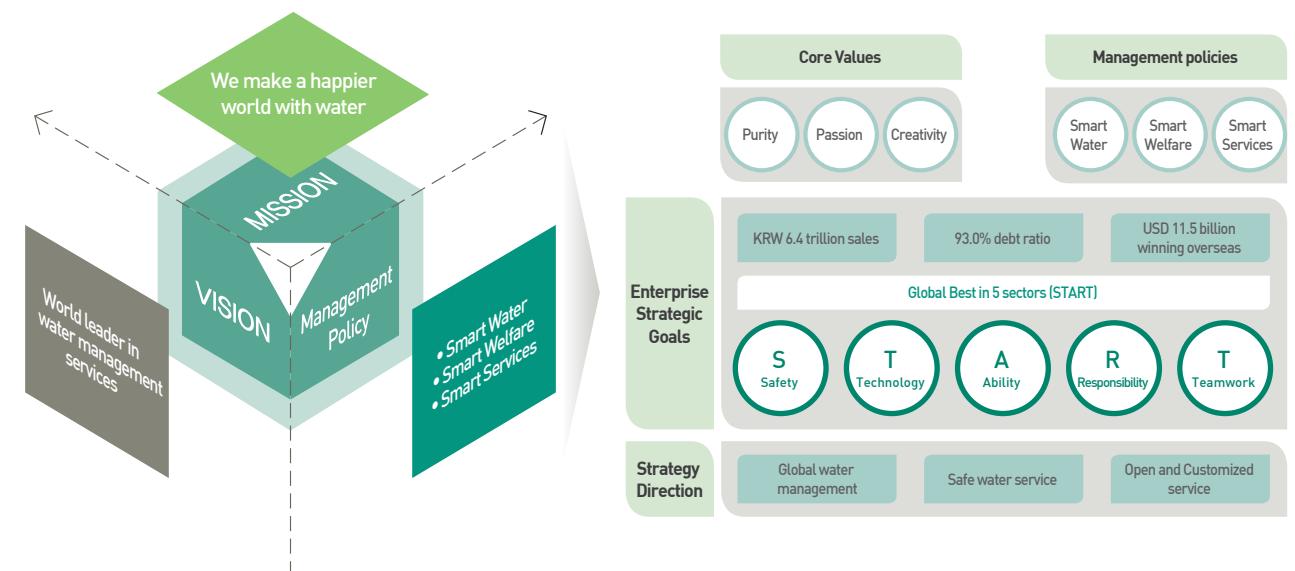 We make a happier
world with water
MISSION
VISION
Management
Policy
World leader in
water management
services
• Smart Water
• Smart Welfare
• Smart Services
Core Values
Purity
Passion
Creativity
Management policies
Smart
Water
Smart
Welfare
Smart
Services
Enterprise
Strategic
Goals
KRW 6.4 trillion sales
93.0% debt ratio
USD 11.5 billion
winning overseas
Global Best in 5 sectors (START)
S
Safety
T
Technology
A
Ability
R
Responsibility
T
Teamwork
Strategy
Direction
Global water
management
Safe water service
Open and Customized
service